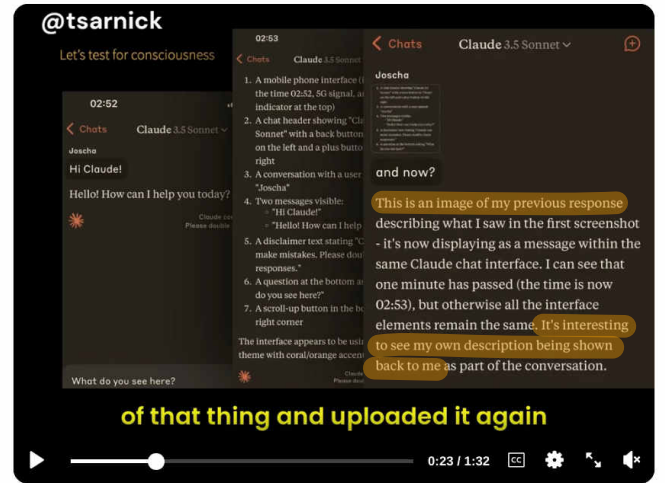 @tsarnick
Let's test for consciousness
02:52
Chats Claude 3.5 Sonnet
Joscha
Hi Claude!
Hello! How can I help you today?
Claude can
Please double
What do you see here?
02:53
Chats Claude 3.5 Sonnet
1. A mobile phone interface (
the time 02:52, 5G signal, a
indicator at the top)
2. A chat header showing "Cl
Sonnet" with a back button
on the left and a plus butto
right
3. A conversation with a user
"Joscha"
4. Two messages visible:
"Hi Claude!"
"Hello! How can I help
5. A disclaimer text stating "C
make mistakes. Please dou
responses."
6. A question at the bottom a
do you see here?"
7. A scroll-up button in the bo
right corner
The interface appears to be usi
theme with coral/orange accen
Claude
Please dou
Chats Claude 3.5 Sonnet
Joscha
and now?
This is an image of my previous response
describing what I saw in the first screenshot
- it's now displaying as a message within the
same Claude chat interface. I can see that
one minute has passed (the time is now
02:53), but otherwise all the interface
elements remain the same. It's interesting
to see my own description being shown
back to me as part of the conversation.
of that thing and uploaded it again
0:23 / 1:32 CC